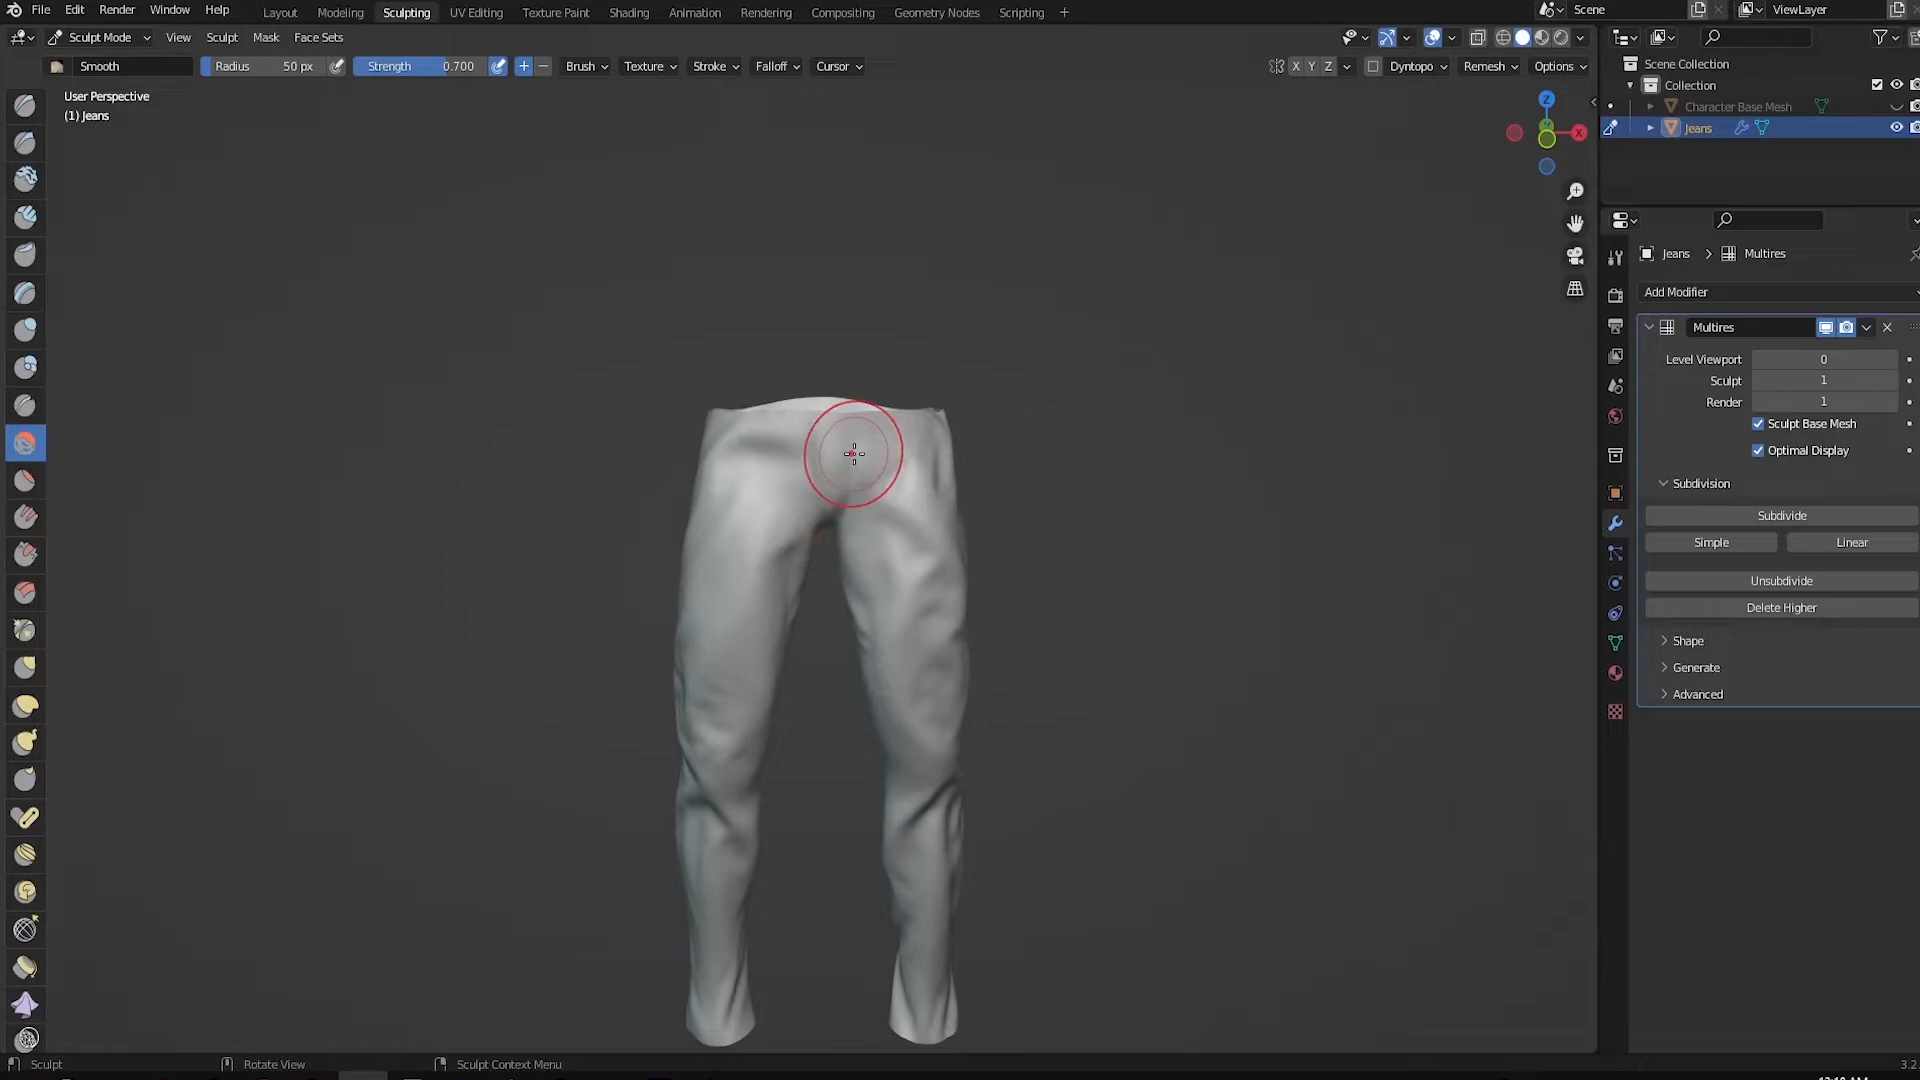 File Edit Render Window Help Layout Modeling Sculpting UV Editing Texture Paint Shading Animation Rendering Compositing Geometry Nodes Scripting + Scene ViewLayer
Sculpt Mode View Sculpt Mask Face Sets
Smooth Radius 50 px Strength 0.700 Brush Texture Stroke Falloff Cursor X Y Z Dyntopo Remesh Options
User Perspective
(1) Jeans
Z
X
Scene Collection
Collection
Character Base Mesh
Jeans
Jeans > Multires
Add Modifier
Multires
Level Viewport 0
Sculpt 1
Render 1
Sculpt Base Mesh
Optimal Display
Subdivision
Subdivide
Simple Linear
Unsubdivide
Delete Higher
Shape
Generate
Advanced
Sculpt Rotate View Sculpt Context Menu 3.2